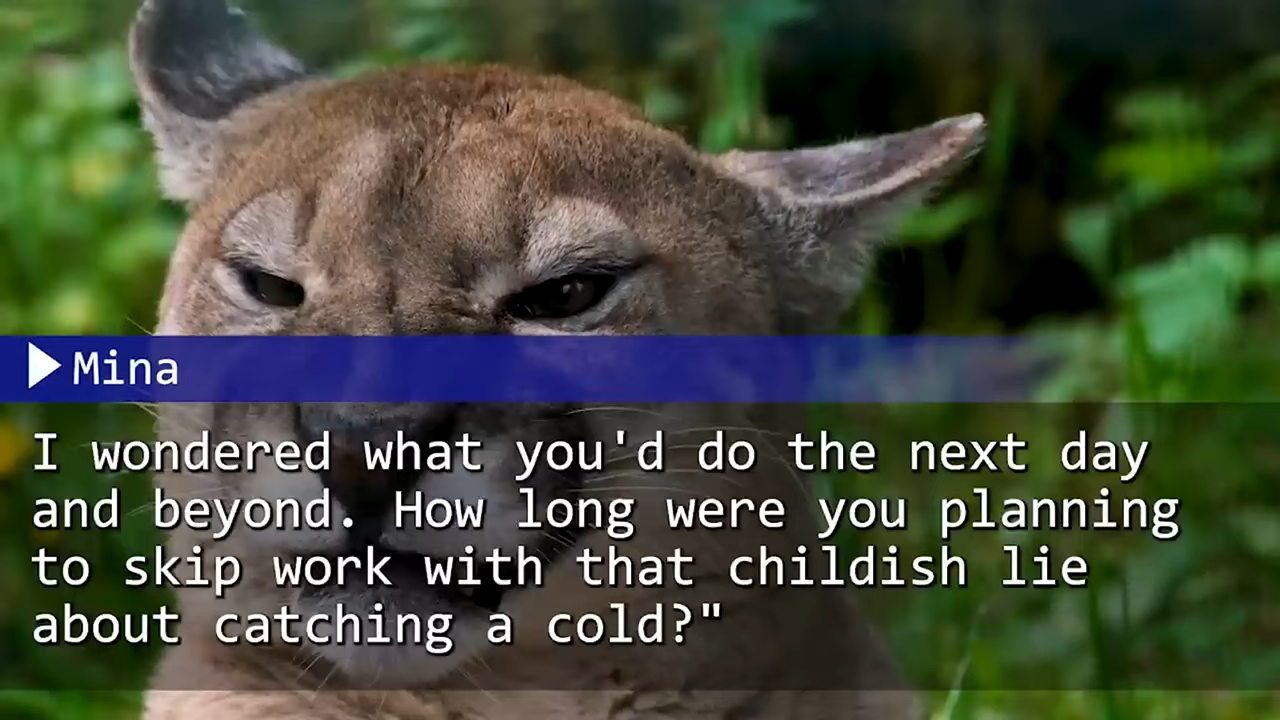 Mina
I wondered what you'd do the next day
and beyond. How long were you planning
to skip work with that childish lie
about catching a cold?"